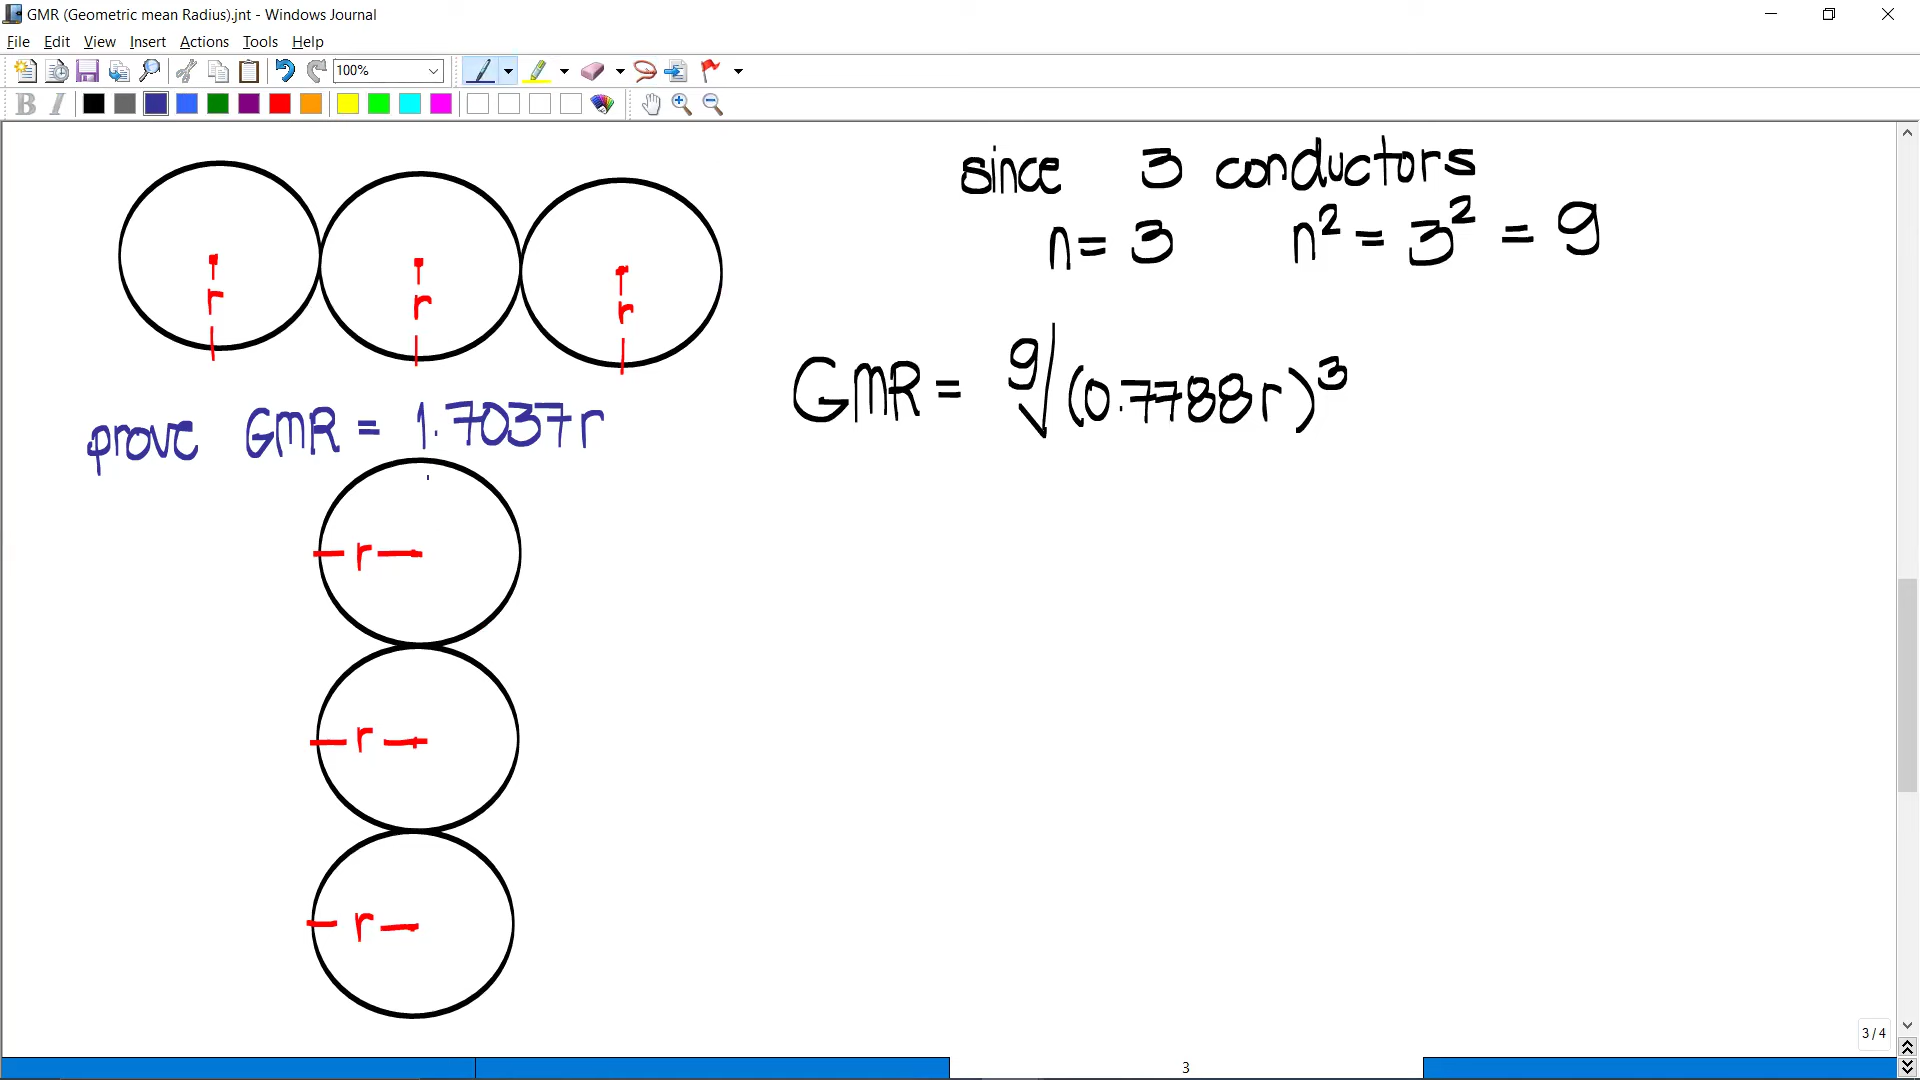 GMR (Geometric mean Radius).jnt - Windows Journal
File Edit View Insert Actions Tools Help
100%
B I
since 3 conductors
n = 3 n² = 3² = 9
r r r
GMR = ⁹√(0.7788r)³
prove GMR = 1.7037r
r
r
r
3 / 4
3